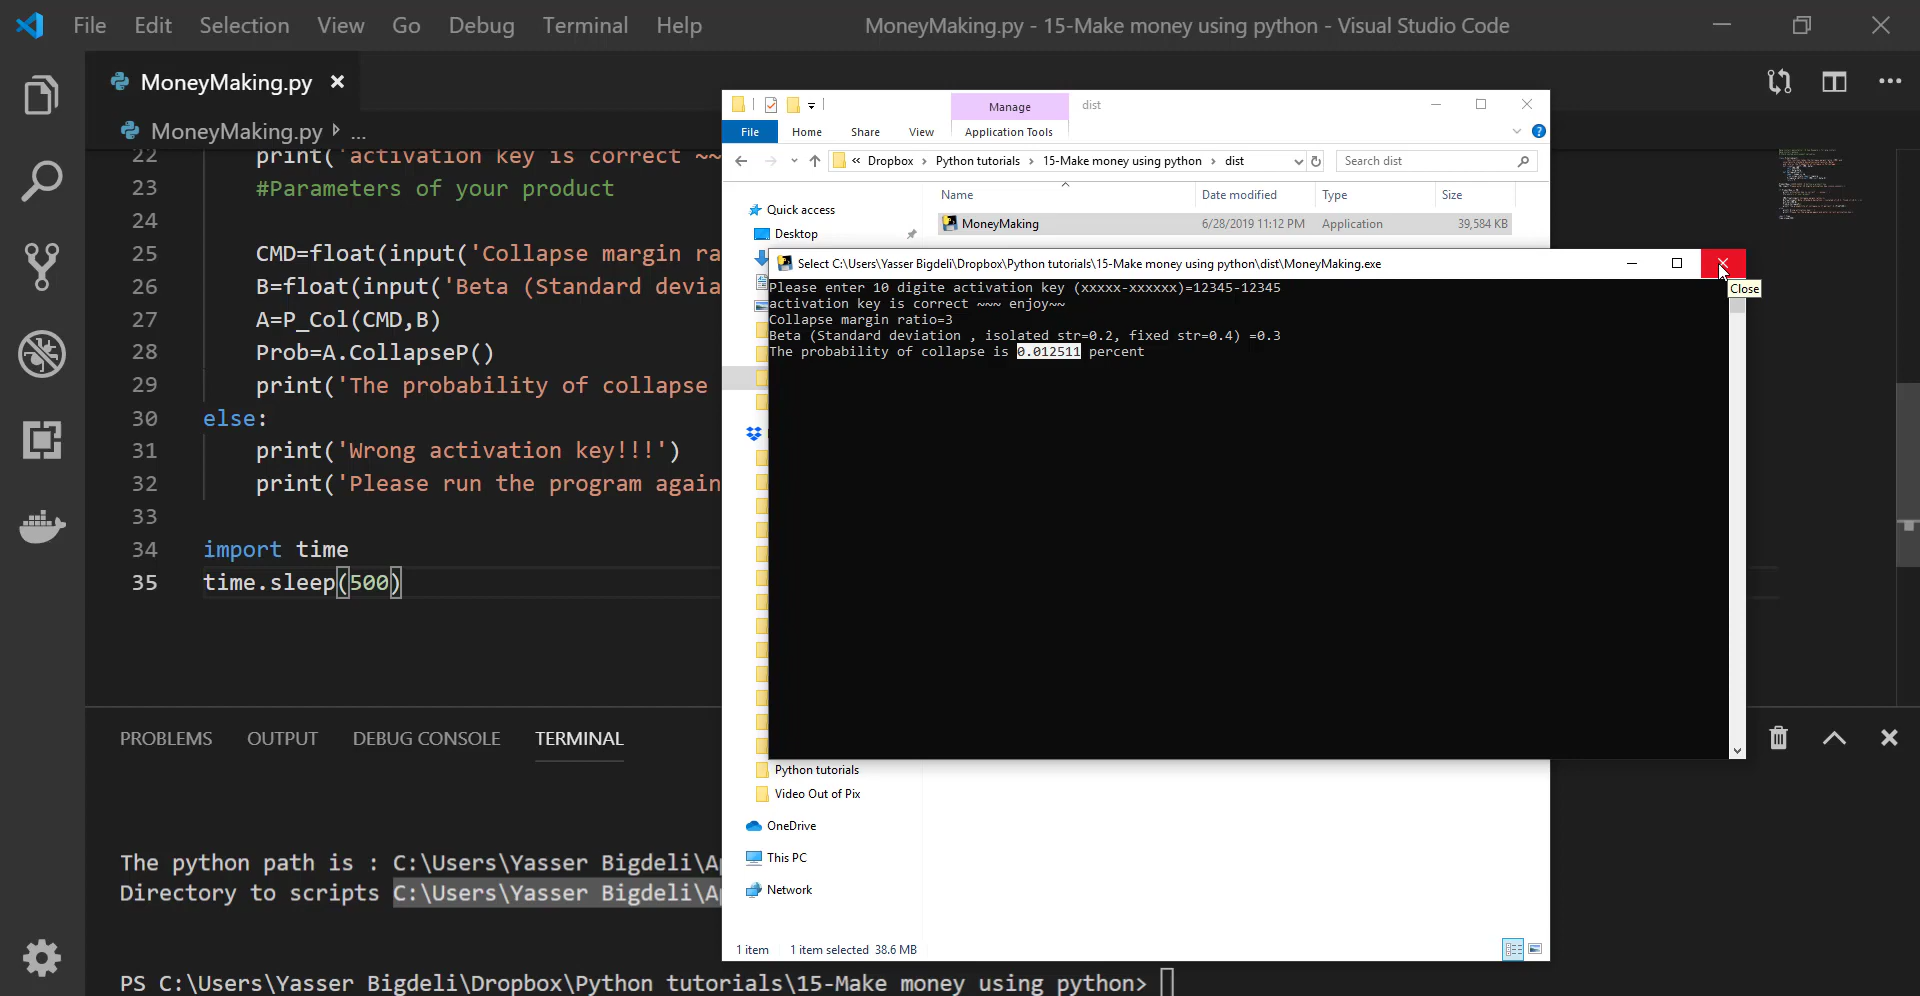 File Edit Selection View Go Debug Terminal Help
MoneyMaking.py - 15-Make money using python - Visual Studio Code
MoneyMaking.py
MoneyMaking.py ...
22 print('activation key is correct ~~
23 #Parameters of your product
24
25 CMD=float(input('Collapse margin ra
26 B=float(input('Beta (Standard devia
27 A=P_Col(CMD,B)
28 Prob=A.CollapseP()
29 print('The probability of collapse
30 else:
31 print('Wrong activation key!!!')
32 print('Please run the program again
33
34 import time
35 time.sleep(500)
PROBLEMS OUTPUT DEBUG CONSOLE TERMINAL
The python path is : C:\Users\Yasser Bigdeli\Ap
Directory to scripts C:\Users\Yasser Bigdeli\Ap
PS C:\Users\Yasser Bigdeli\Dropbox\Python tutorials\15-Make money using python>
Manage dist
File Home Share View Application Tools
« Dropbox › Python tutorials › 15-Make money using python › dist
Search dist
Name Date modified Type Size
Quick access
Desktop
MoneyMaking 6/28/2019 11:12 PM Application 39,584 KB
Select C:\Users\Yasser Bigdeli\Dropbox\Python tutorials\15-Make money using python\dist\MoneyMaking.exe
Close
Please enter 10 digite activation key (xxxxx-xxxxxx)=12345-12345
activation key is correct ~~~ enjoy~~
Collapse margin ratio=3
Beta (Standard deviation , isolated str=0.2, fixed str=0.4) =0.3
The probability of collapse is 0.012511 percent
Python tutorials
Video Out of Pix
OneDrive
This PC
Network
1 item 1 item selected 38.6 MB